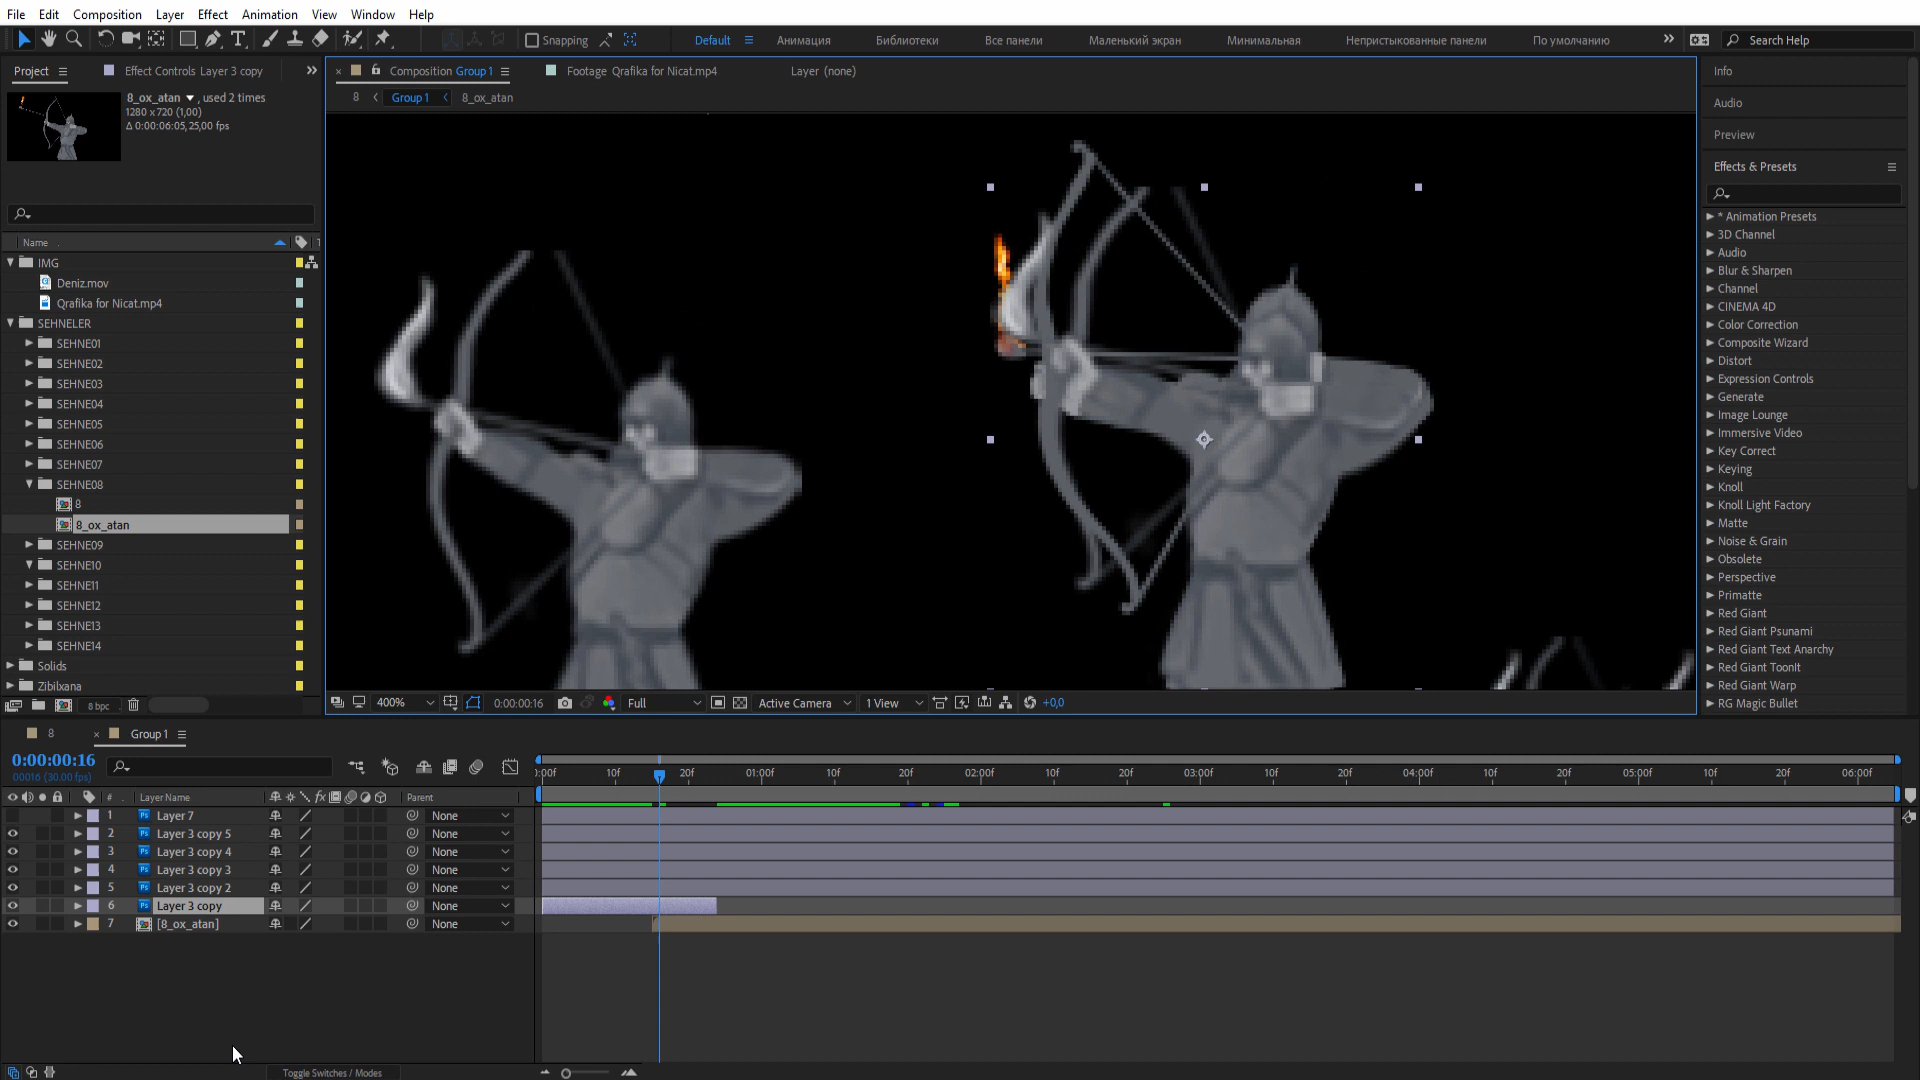 File Edit Composition Layer Effect Animation View Window Help
Snapping Default Анимация Библиотеки Все панели Маленький экран Минимальная Непристыкованные панели По умолчанию Search Help
Project Effect Controls Layer 3 copy
8_ox_atan , used 2 times
1280 x 720 (1,00)
Δ 0:00:06:05, 25,00 fps
Name
IMG
Deniz.mov
Qrafika for Nicat.mp4
SEHNELER
SEHNE01
SEHNE02
SEHNE03
SEHNE04
SEHNE05
SEHNE06
SEHNE07
SEHNE08
8
8_ox_atan
SEHNE09
SEHNE10
SEHNE11
SEHNE12
SEHNE13
SEHNE14
Solids
Zibilxana
8 bpc
Composition Group 1 Footage Qrafika for Nicat.mp4 Layer (none)
8 Group 1 8_ox_atan
400% 0:00:00:16 Full Active Camera 1 View +0,0
Info
Audio
Preview
Effects & Presets
* Animation Presets
3D Channel
Audio
Blur & Sharpen
Channel
CINEMA 4D
Color Correction
Composite Wizard
Distort
Expression Controls
Generate
Image Lounge
Immersive Video
Key Correct
Keying
Knoll
Knoll Light Factory
Matte
Noise & Grain
Obsolete
Perspective
Primatte
Red Giant
Red Giant Psunami
Red Giant Text Anarchy
Red Giant ToonIt
Red Giant Warp
RG Magic Bullet
8 Group 1
0:00:00:16
00016 (30.00 fps)
:00f 10f 20f 01:00f 10f 20f 02:00f 10f 20f 03:00f 10f 20f 04:00f 10f 20f 05:00f 10f 20f 06:00f
# Layer Name fx Parent
1 Ps Layer 7 None
2 Ps Layer 3 copy 5 None
3 Ps Layer 3 copy 4 None
4 Ps Layer 3 copy 3 None
5 Ps Layer 3 copy 2 None
6 Ps Layer 3 copy None
7 [8_ox_atan] None
Toggle Switches / Modes